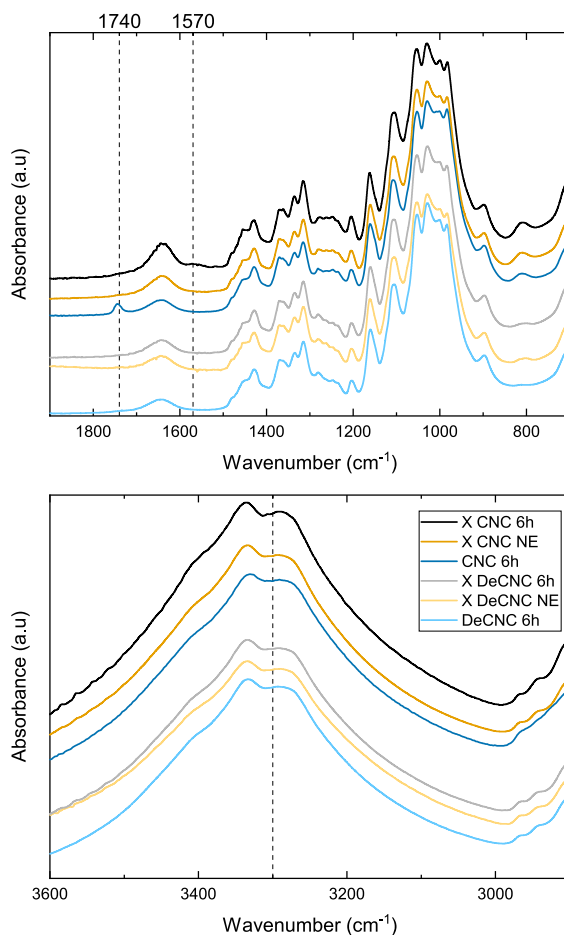 1740 1570
Absorbance (a.u)
1800 1600 1400 1200 1000 800
Wavenumber (cm⁻¹)
Absorbance (a.u)
X CNC 6h
X CNC NE
CNC 6h
X DeCNC 6h
X DeCNC NE
DeCNC 6h
3600 3400 3200 3000
Wavenumber (cm⁻¹)